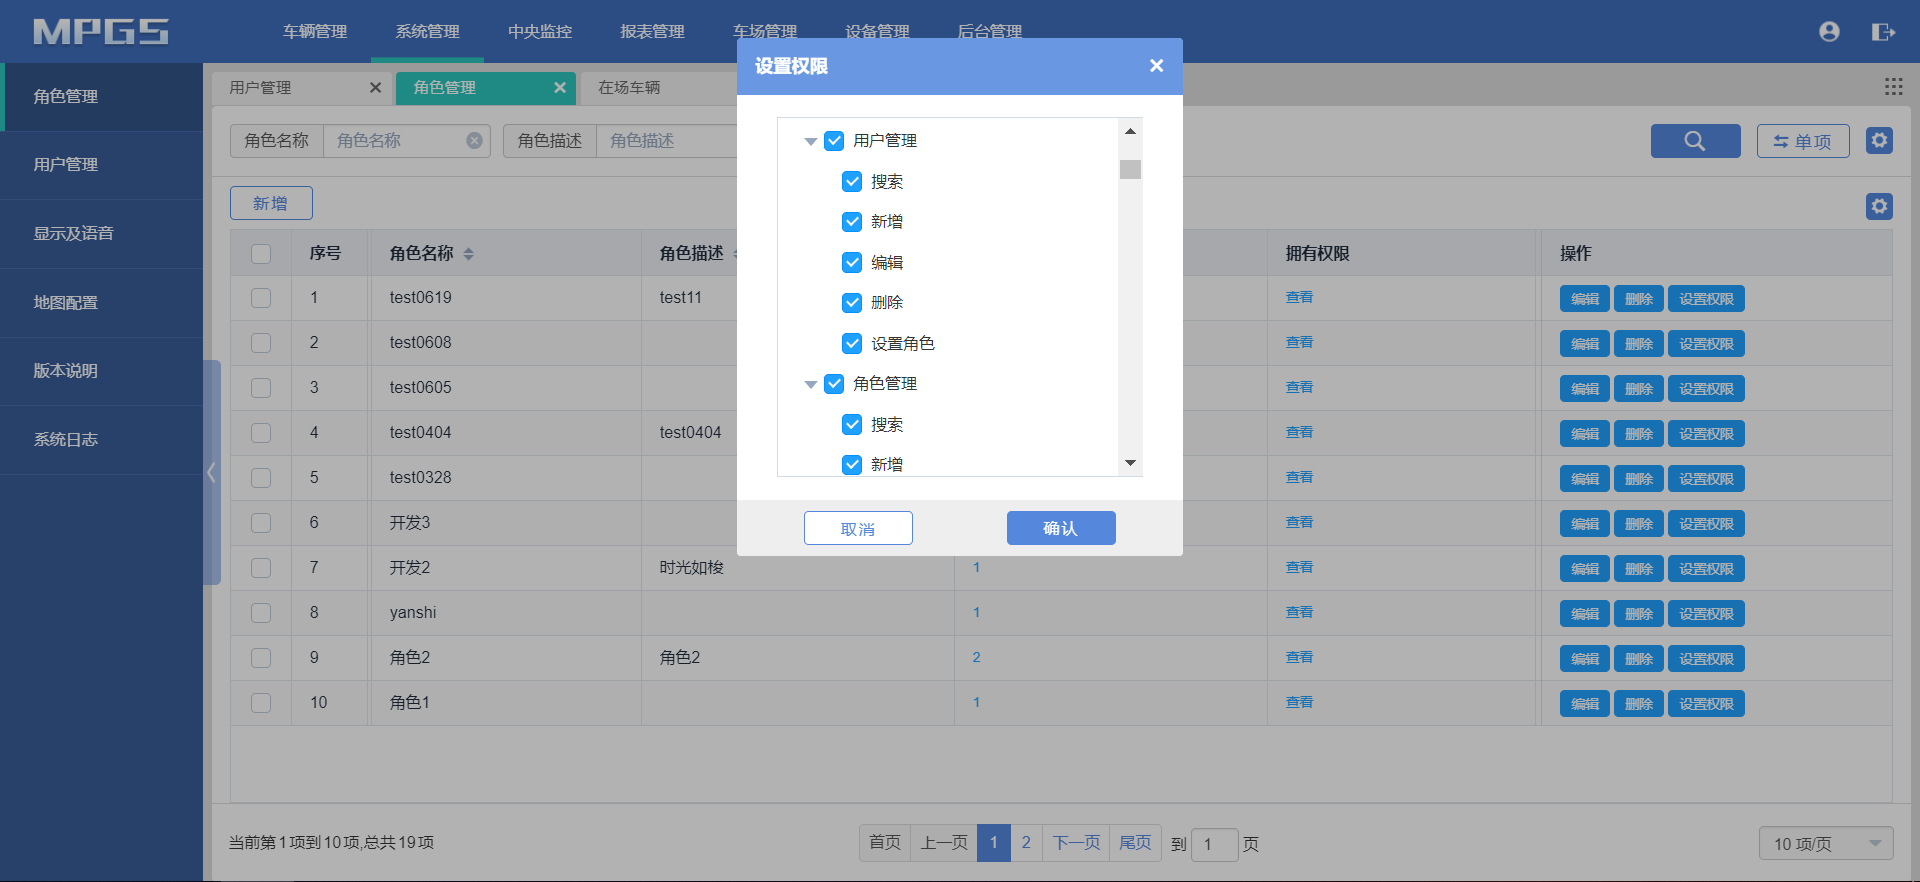 MPGS
车辆管理 系统管理 中央监控 报表管理 车场管理 设备管理 后台管理
角色管理
用户管理
显示及语音
地图配置
版本说明
系统日志
用户管理 角色管理 在场车辆
角色名称 角色名称 角色描述 角色描述 单项
新增
序号 角色名称 角色描述 拥有权限 操作
1 test0619 test11 查看 编辑 删除 设置权限
2 test0608 查看 编辑 删除 设置权限
3 test0605 查看 编辑 删除 设置权限
4 test0404 test0404 查看 编辑 删除 设置权限
5 test0328 查看 编辑 删除 设置权限
6 开发3 查看 编辑 删除 设置权限
7 开发2 时光如梭 1 查看 编辑 删除 设置权限
8 yanshi 1 查看 编辑 删除 设置权限
9 角色2 角色2 2 查看 编辑 删除 设置权限
10 角色1 1 查看 编辑 删除 设置权限
当前第1项到10项,总共19项 首页 上一页 1 2 下一页 尾页 到 1 页 10 项/页
设置权限
用户管理
搜索
新增
编辑
删除
设置角色
角色管理
搜索
新增
取消 确认